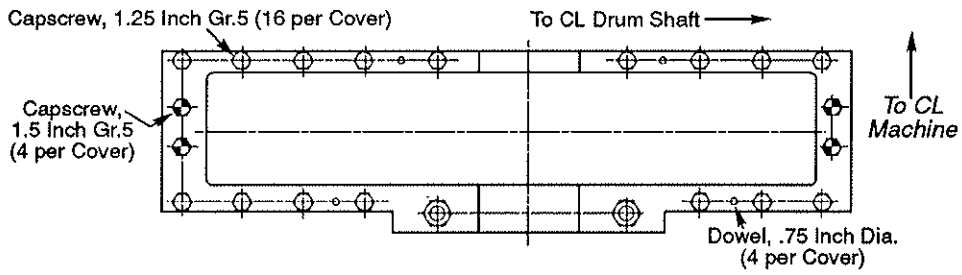 Capscrew, 1.25 Inch Gr.5 (16 per Cover)
To CL Drum Shaft
Capscrew,
1.5 Inch Gr.5
(4 per Cover)
To CL
Machine
Dowel, .75 Inch Dia.
(4 per Cover)